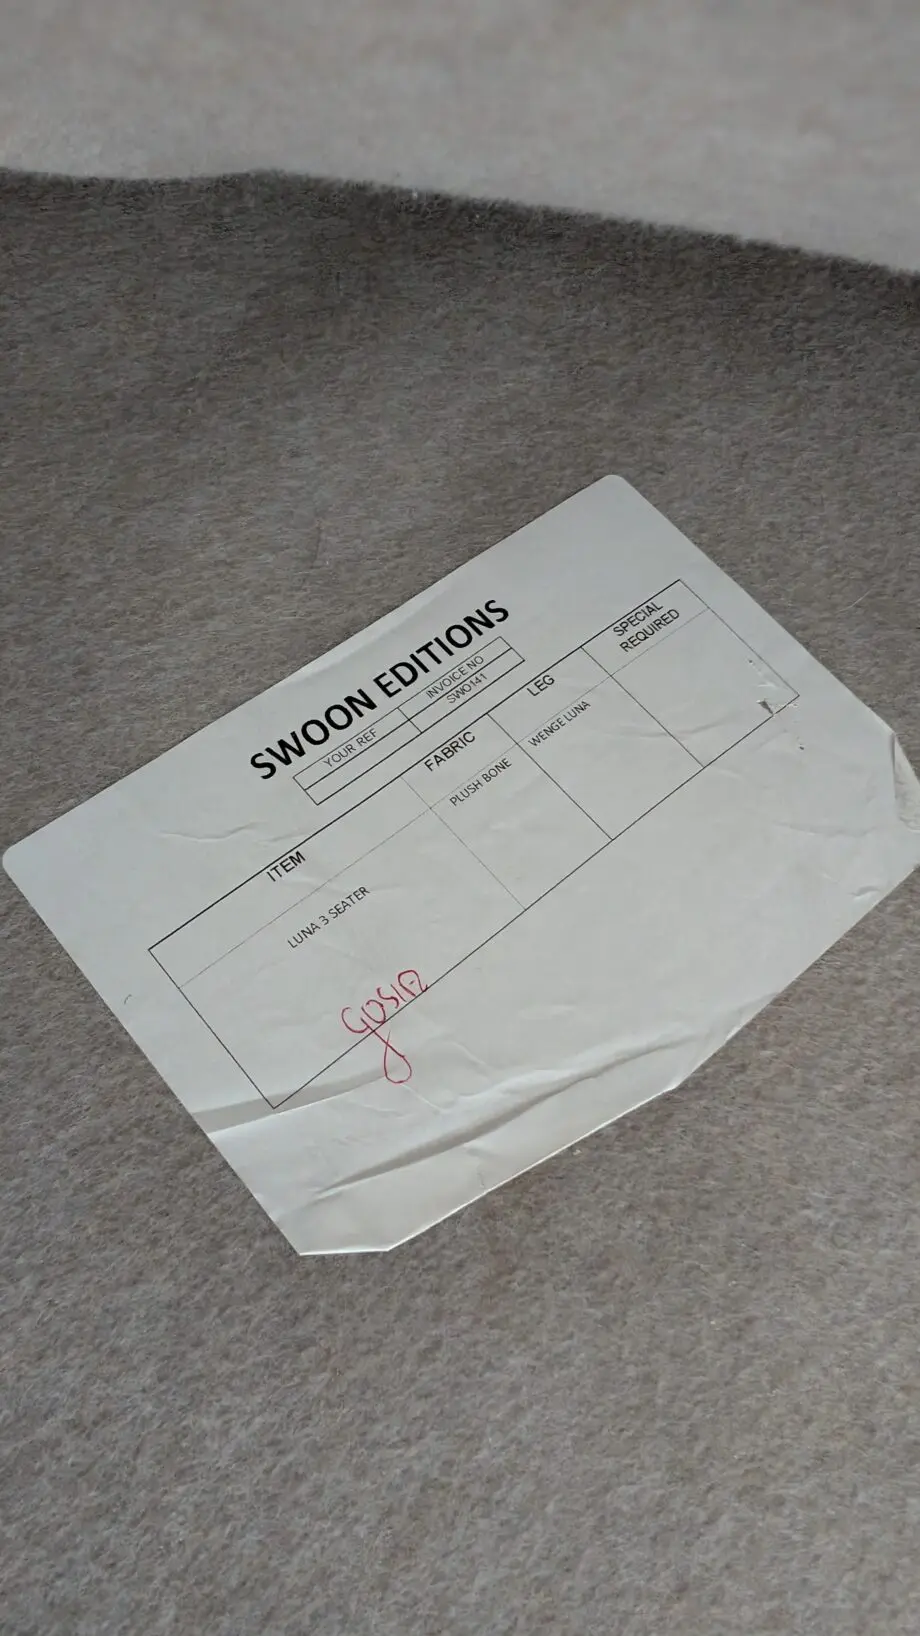 SWOON EDITIONS
YOUR REF INVOICE NO
SWO141
ITEM FABRIC LEG SPECIAL REQUIRED
LUNA 3 SEATER PLUSH BONE WENGE LUNA